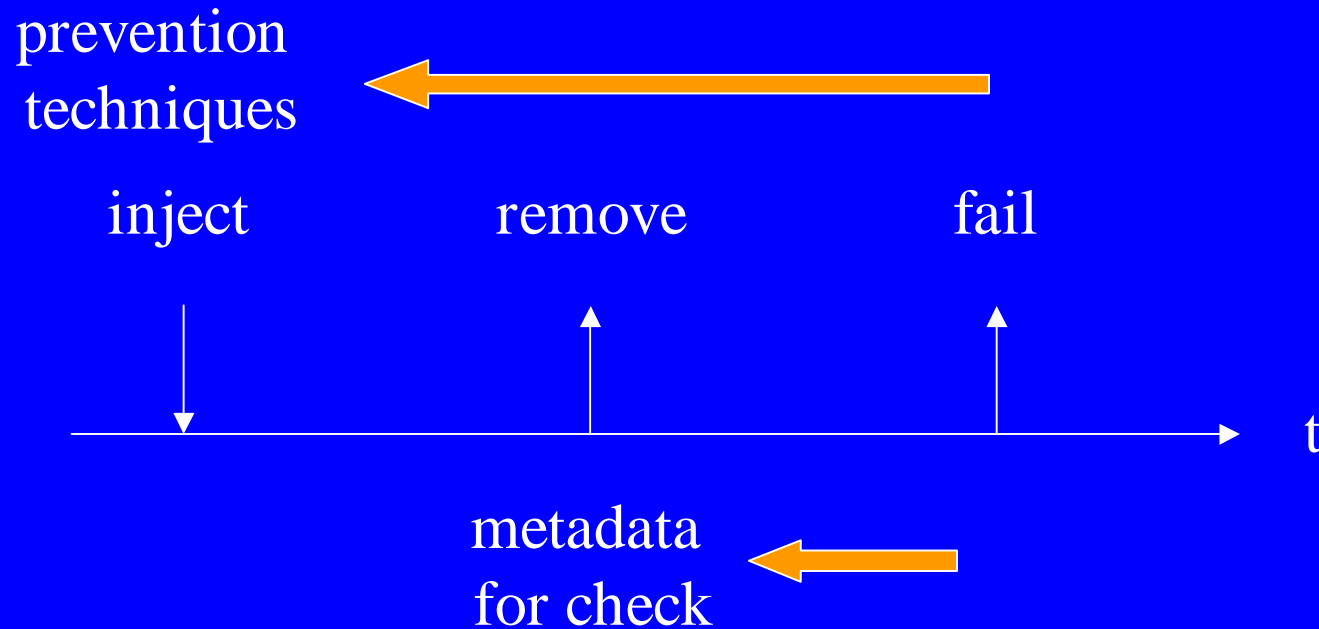 prevention
techniques
inject remove fail
t
metadata
for check